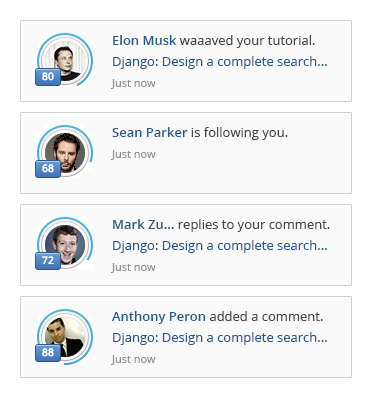 Elon Musk waaaved your tutorial.
Django: Design a complete search...
80
Just now
Sean Parker is following you.
Just now
68
Mark Zu... replies to your comment.
Django: Design a complete search...
72
Just now
Anthony Peron added a comment.
Django: Design a complete search...
88
Just now